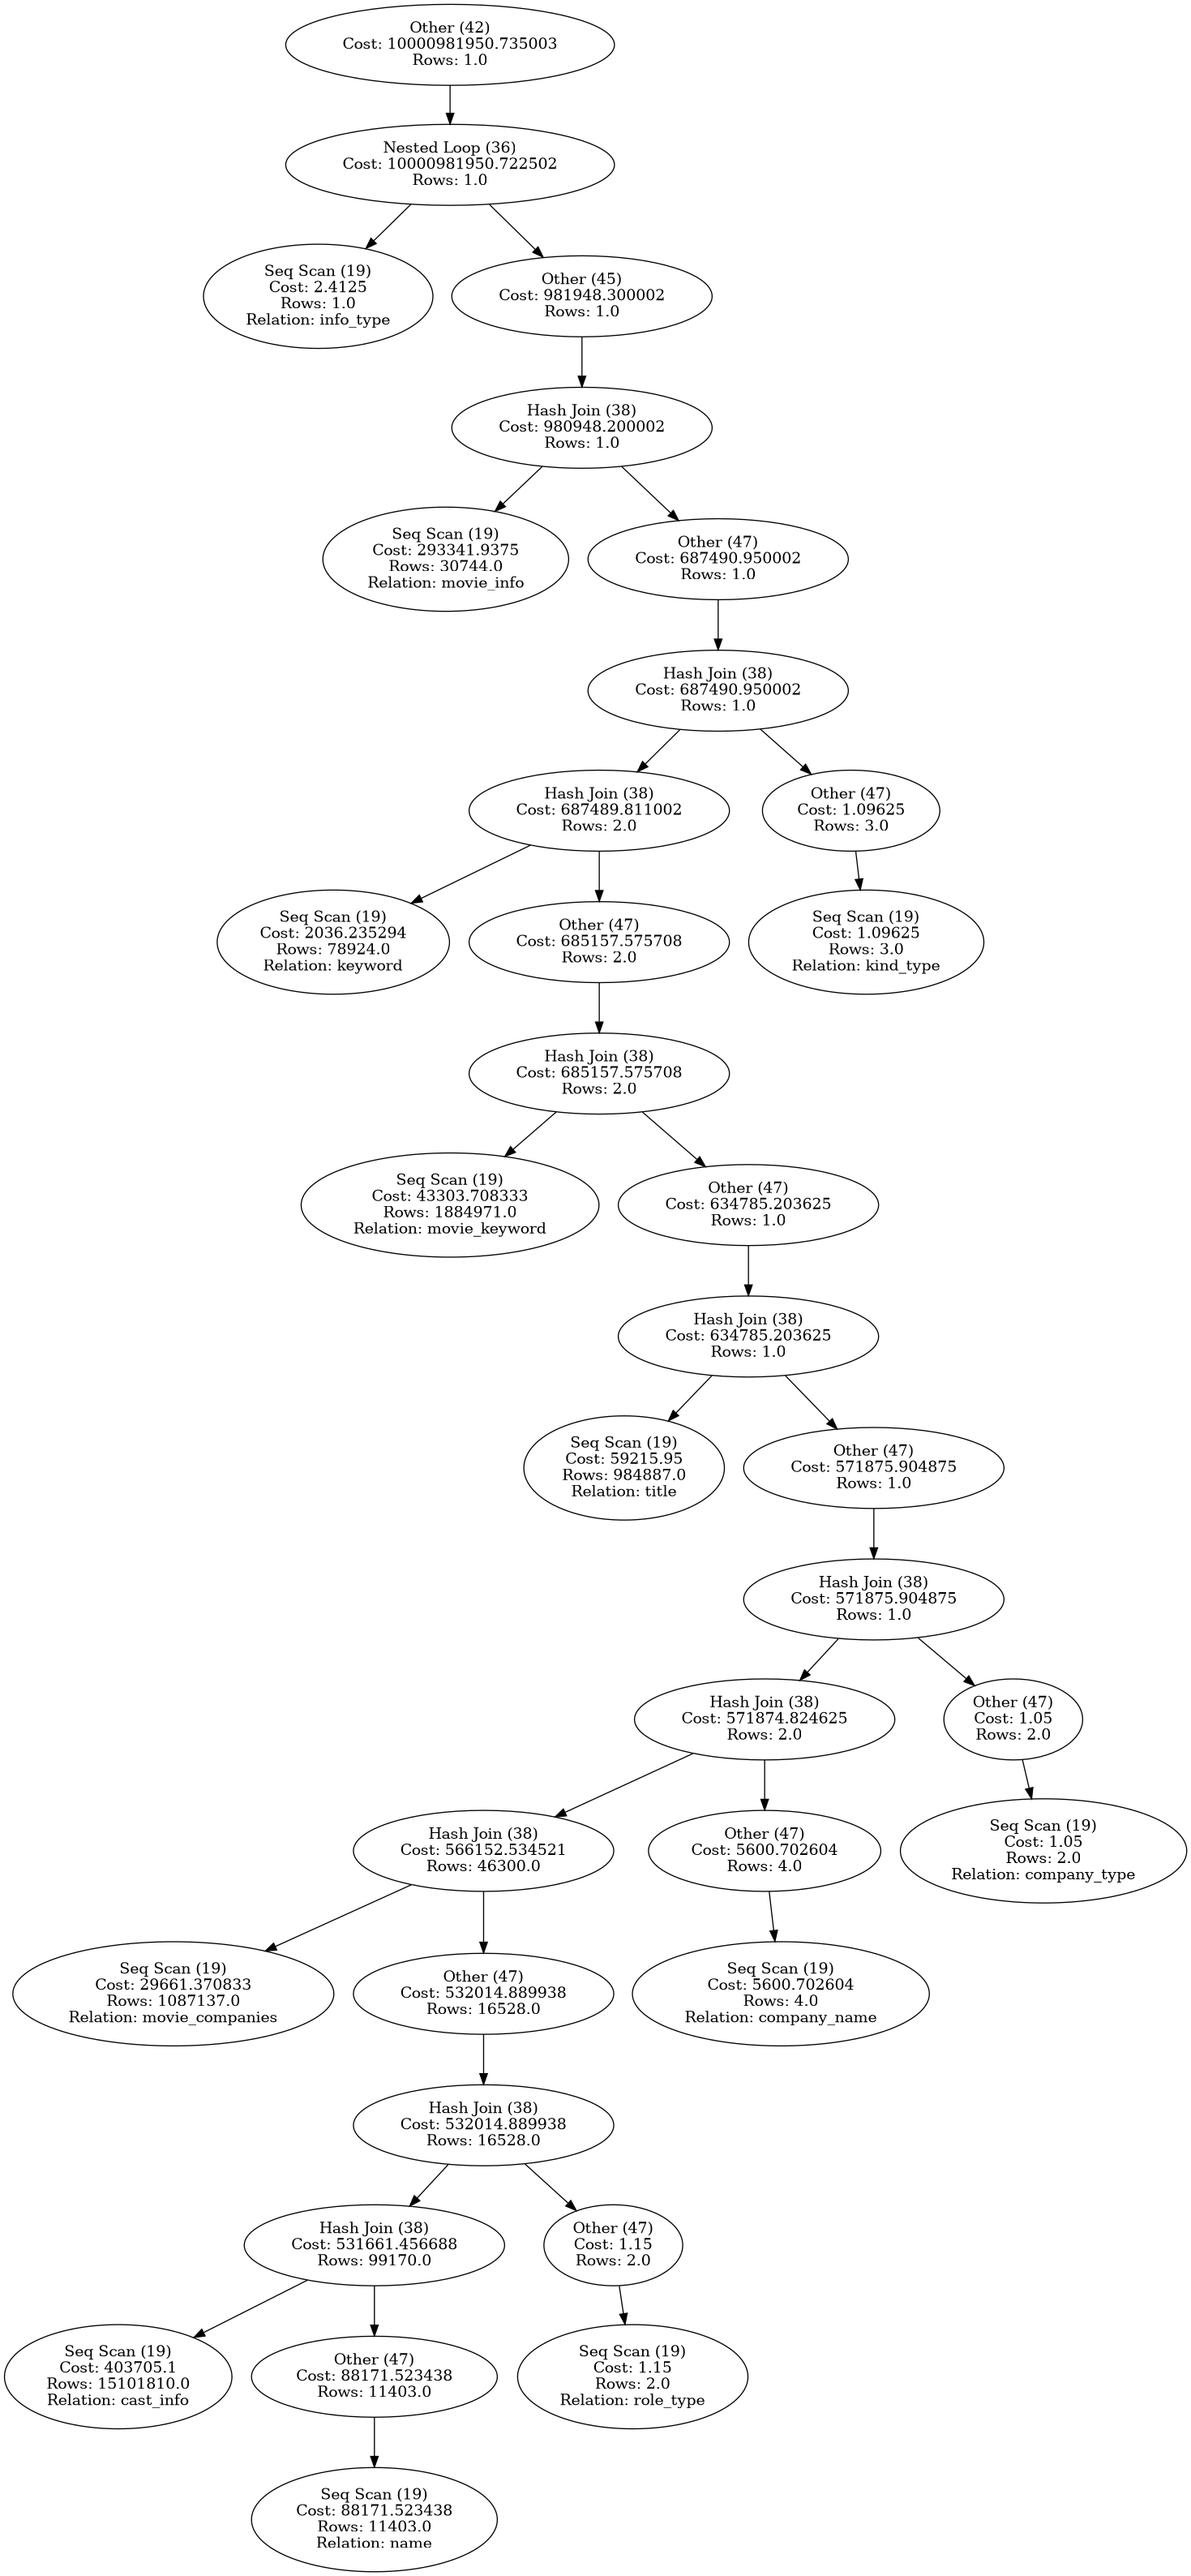 Other (42)
Cost: 10000981950.735003
Rows: 1.0
Nested Loop (36)
Cost: 10000981950.722502
Rows: 1.0
Seq Scan (19)
Cost: 2.4125
Rows: 1.0
Relation: info_type
Other (45)
Cost: 981948.300002
Rows: 1.0
Hash Join (38)
Cost: 980948.200002
Rows: 1.0
Seq Scan (19)
Cost: 293341.9375
Rows: 30744.0
Relation: movie_info
Other (47)
Cost: 687490.950002
Rows: 1.0
Hash Join (38)
Cost: 687490.950002
Rows: 1.0
Hash Join (38)
Cost: 687489.811002
Rows: 2.0
Other (47)
Cost: 1.09625
Rows: 3.0
Seq Scan (19)
Cost: 2036.235294
Rows: 78924.0
Relation: keyword
Other (47)
Cost: 685157.575708
Rows: 2.0
Seq Scan (19)
Cost: 1.09625
Rows: 3.0
Relation: kind_type
Hash Join (38)
Cost: 685157.575708
Rows: 2.0
Seq Scan (19)
Cost: 43303.708333
Rows: 1884971.0
Relation: movie_keyword
Other (47)
Cost: 634785.203625
Rows: 1.0
Hash Join (38)
Cost: 634785.203625
Rows: 1.0
Seq Scan (19)
Cost: 59215.95
Rows: 984887.0
Relation: title
Other (47)
Cost: 571875.904875
Rows: 1.0
Hash Join (38)
Cost: 571875.904875
Rows: 1.0
Hash Join (38)
Cost: 571874.824625
Rows: 2.0
Other (47)
Cost: 1.05
Rows: 2.0
Hash Join (38)
Cost: 566152.534521
Rows: 46300.0
Other (47)
Cost: 5600.702604
Rows: 4.0
Seq Scan (19)
Cost: 1.05
Rows: 2.0
Relation: company_type
Seq Scan (19)
Cost: 29661.370833
Rows: 1087137.0
Relation: movie_companies
Other (47)
Cost: 532014.889938
Rows: 16528.0
Seq Scan (19)
Cost: 5600.702604
Rows: 4.0
Relation: company_name
Hash Join (38)
Cost: 532014.889938
Rows: 16528.0
Hash Join (38)
Cost: 531661.456688
Rows: 99170.0
Other (47)
Cost: 1.15
Rows: 2.0
Seq Scan (19)
Cost: 403705.1
Rows: 15101810.0
Relation: cast_info
Other (47)
Cost: 88171.523438
Rows: 11403.0
Seq Scan (19)
Cost: 1.15
Rows: 2.0
Relation: role_type
Seq Scan (19)
Cost: 88171.523438
Rows: 11403.0
Relation: name